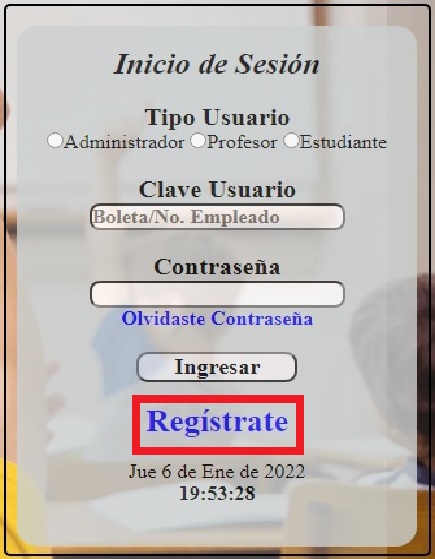 Inicio de Sesión
Tipo Usuario
Administrador Profesor Estudiante
Clave Usuario
Boleta/No. Empleado
Contraseña
Olvidaste Contraseña
Ingresar
Regístrate
Jue 6 de Ene de 2022
19:53:28